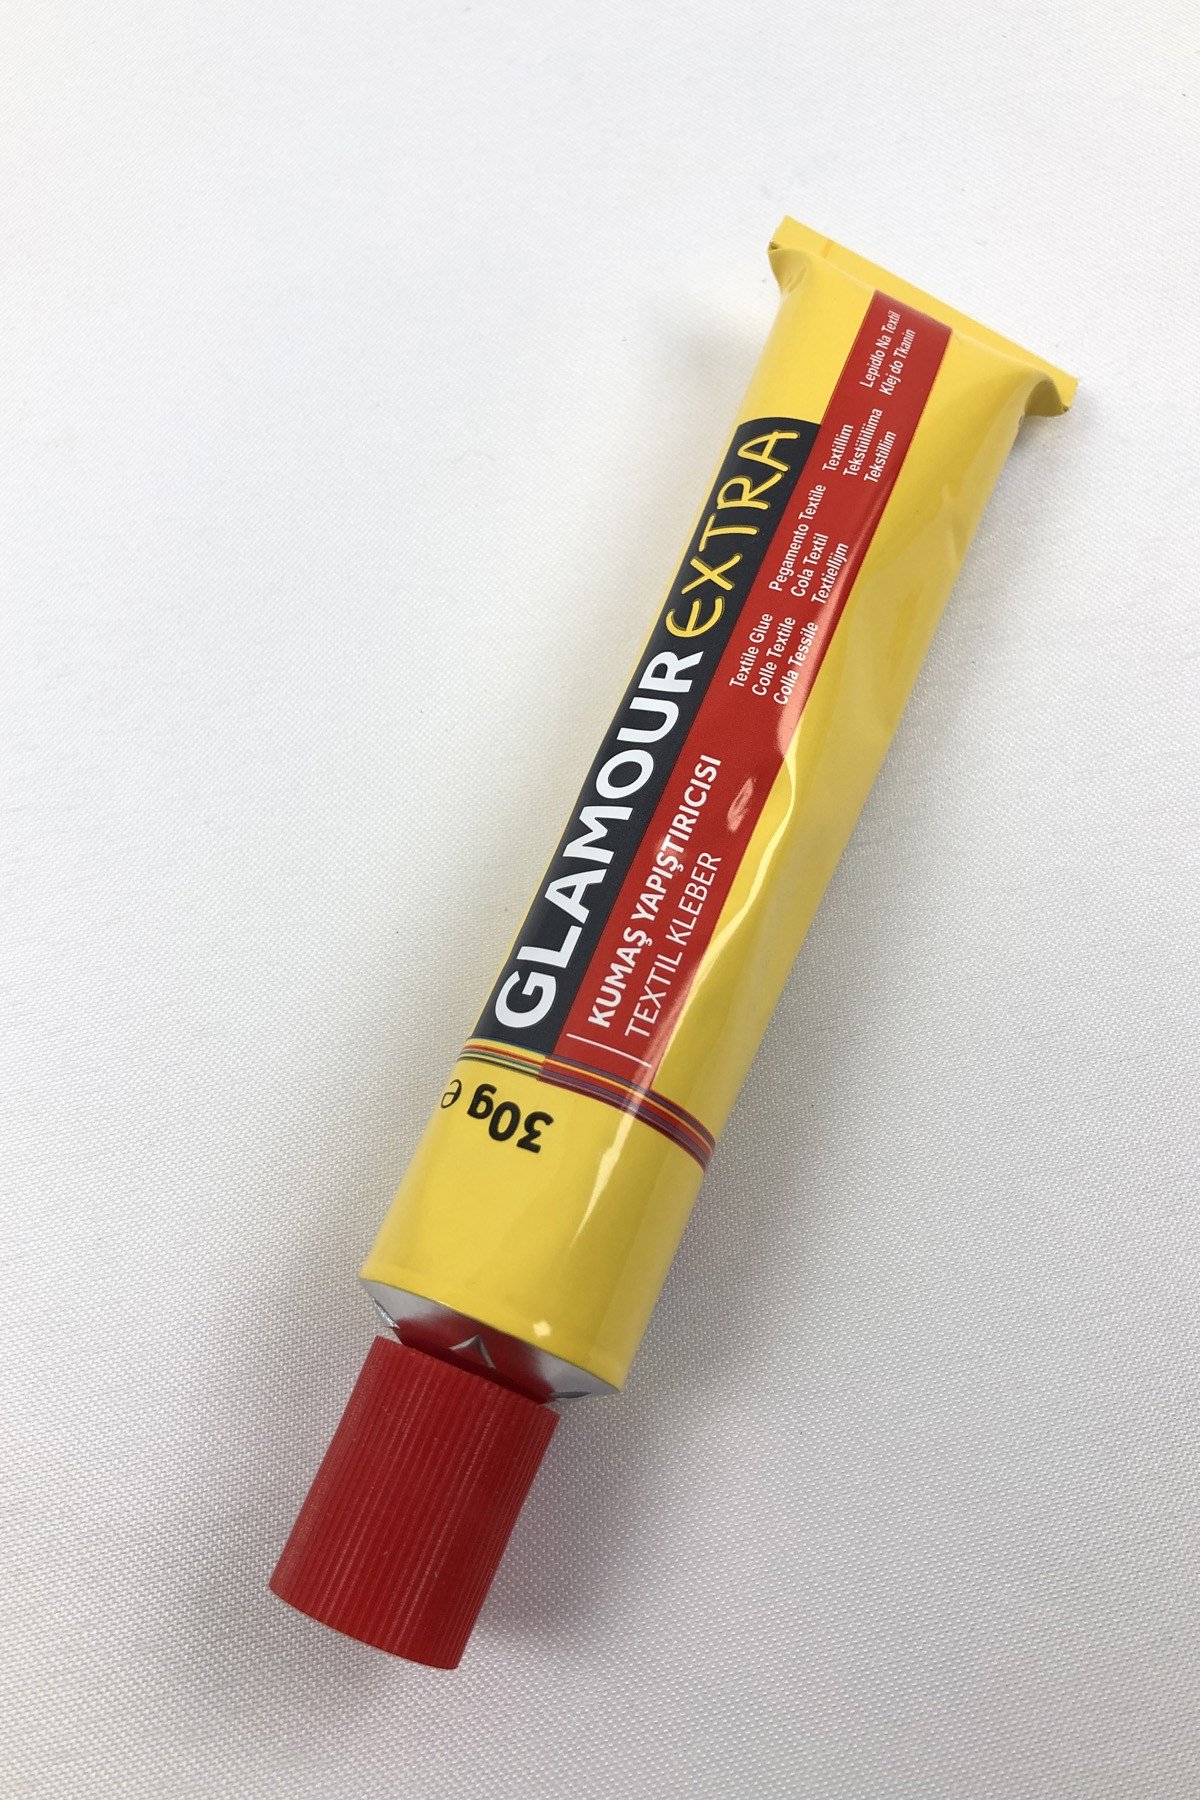 GLAMOUR EXTRA
KUMAŞ YAPIŞTIRICISI
TEXTIL KLEBER
Textile Glue
Colle Textile
Colla Tessile
Pegamento Textile
Cola Textil
Textiellijm
Textillim
Tekstiililiima
Tekstillim
Lepidlo Na Textil
Klej do Tkanin
30g e